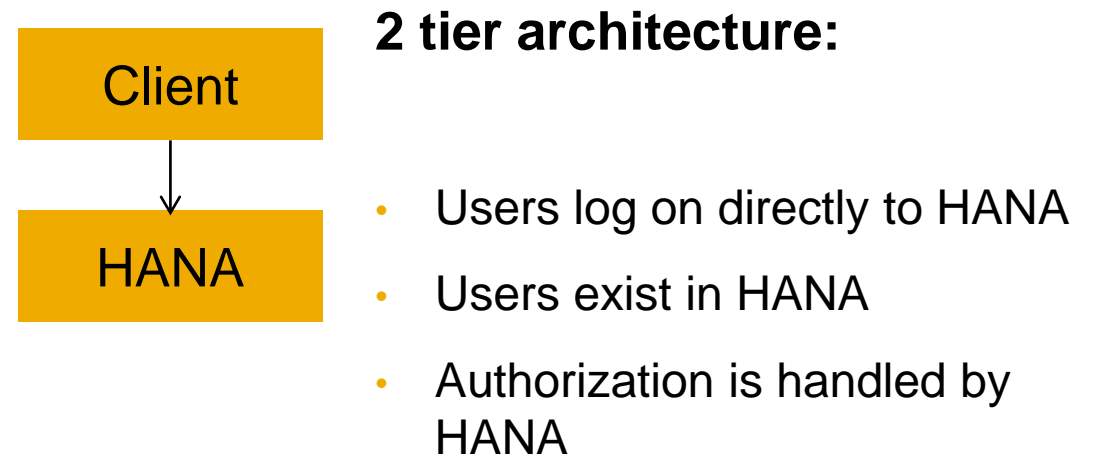 2 tier architecture:
Client
HANA
• Users log on directly to HANA
• Users exist in HANA
• Authorization is handled by
HANA